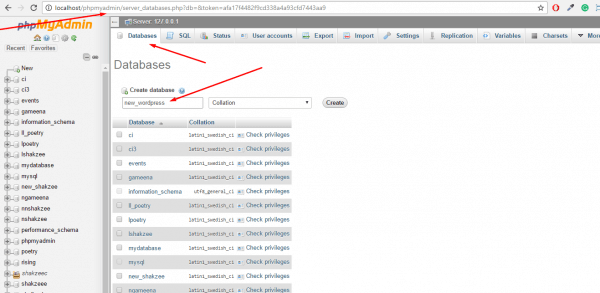 localhost/phpmyadmin/server_databases.php?db=&token=afa17f4482f9cd338a4a93cfd7443aa9
phpMyAdmin
Recent Favorites
New
ci
ci3
events
gameena
information_schema
ll_poetry
lpoetry
lshakzee
mydatabase
mysql
new_shakzee
ngameena
nnshakzee
nshakzee
performance_schema
phpmyadmin
poetry
rising
shakzeec
shakzeee
Server: 127.0.0.1
Databases SQL Status User accounts Export Import Settings Replication Variables Charsets More
Databases
Create database
new_wordpress Collation Create
Database Collation
ci latin1_swedish_ci Check privileges
ci3 latin1_swedish_ci Check privileges
events latin1_swedish_ci Check privileges
gameena latin1_swedish_ci Check privileges
information_schema utf8_general_ci Check privileges
ll_poetry latin1_swedish_ci Check privileges
lpoetry latin1_swedish_ci Check privileges
lshakzee latin1_swedish_ci Check privileges
mydatabase latin1_swedish_ci Check privileges
mysql latin1_swedish_ci Check privileges
new_shakzee latin1_swedish_ci Check privileges
ngameena latin1_swedish_ci Check privileges